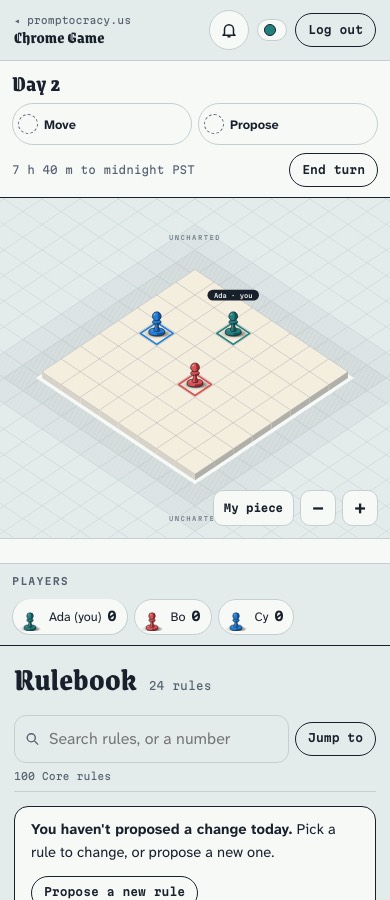 ◂ promptocracy.us
Chrome Game
Log out
Day 2
Move
Propose
7 h 40 m to midnight PST
End turn
UNCHARTED
Ada · you
UNCHARTE
My piece
−
+
PLAYERS
Ada (you) 0
Bo 0
Cy 0
Rulebook 24 rules
Search rules, or a number
Jump to
100 Core rules
You haven't proposed a change today. Pick a
rule to change, or propose a new one.
Propose a new rule